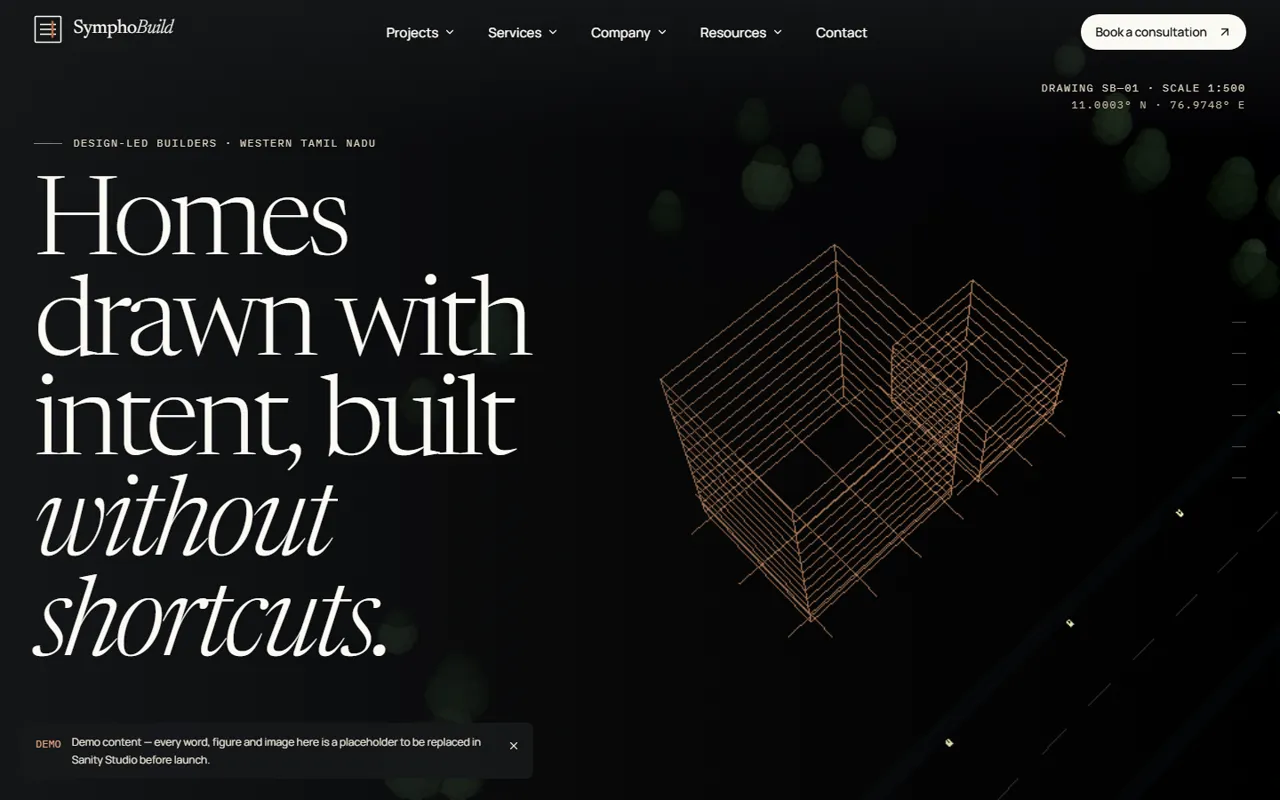 SymphoBuild
Projects
Services
Company
Resources
Contact
Book a consultation
DRAWING SB—01 · SCALE 1:500
11.0003° N · 76.9748° E
DESIGN-LED BUILDERS · WESTERN TAMIL NADU
Homes
drawn with
intent, built
without
shortcuts.
DEMO
Demo content — every word, figure and image here is a placeholder to be replaced in
Sanity Studio before launch.